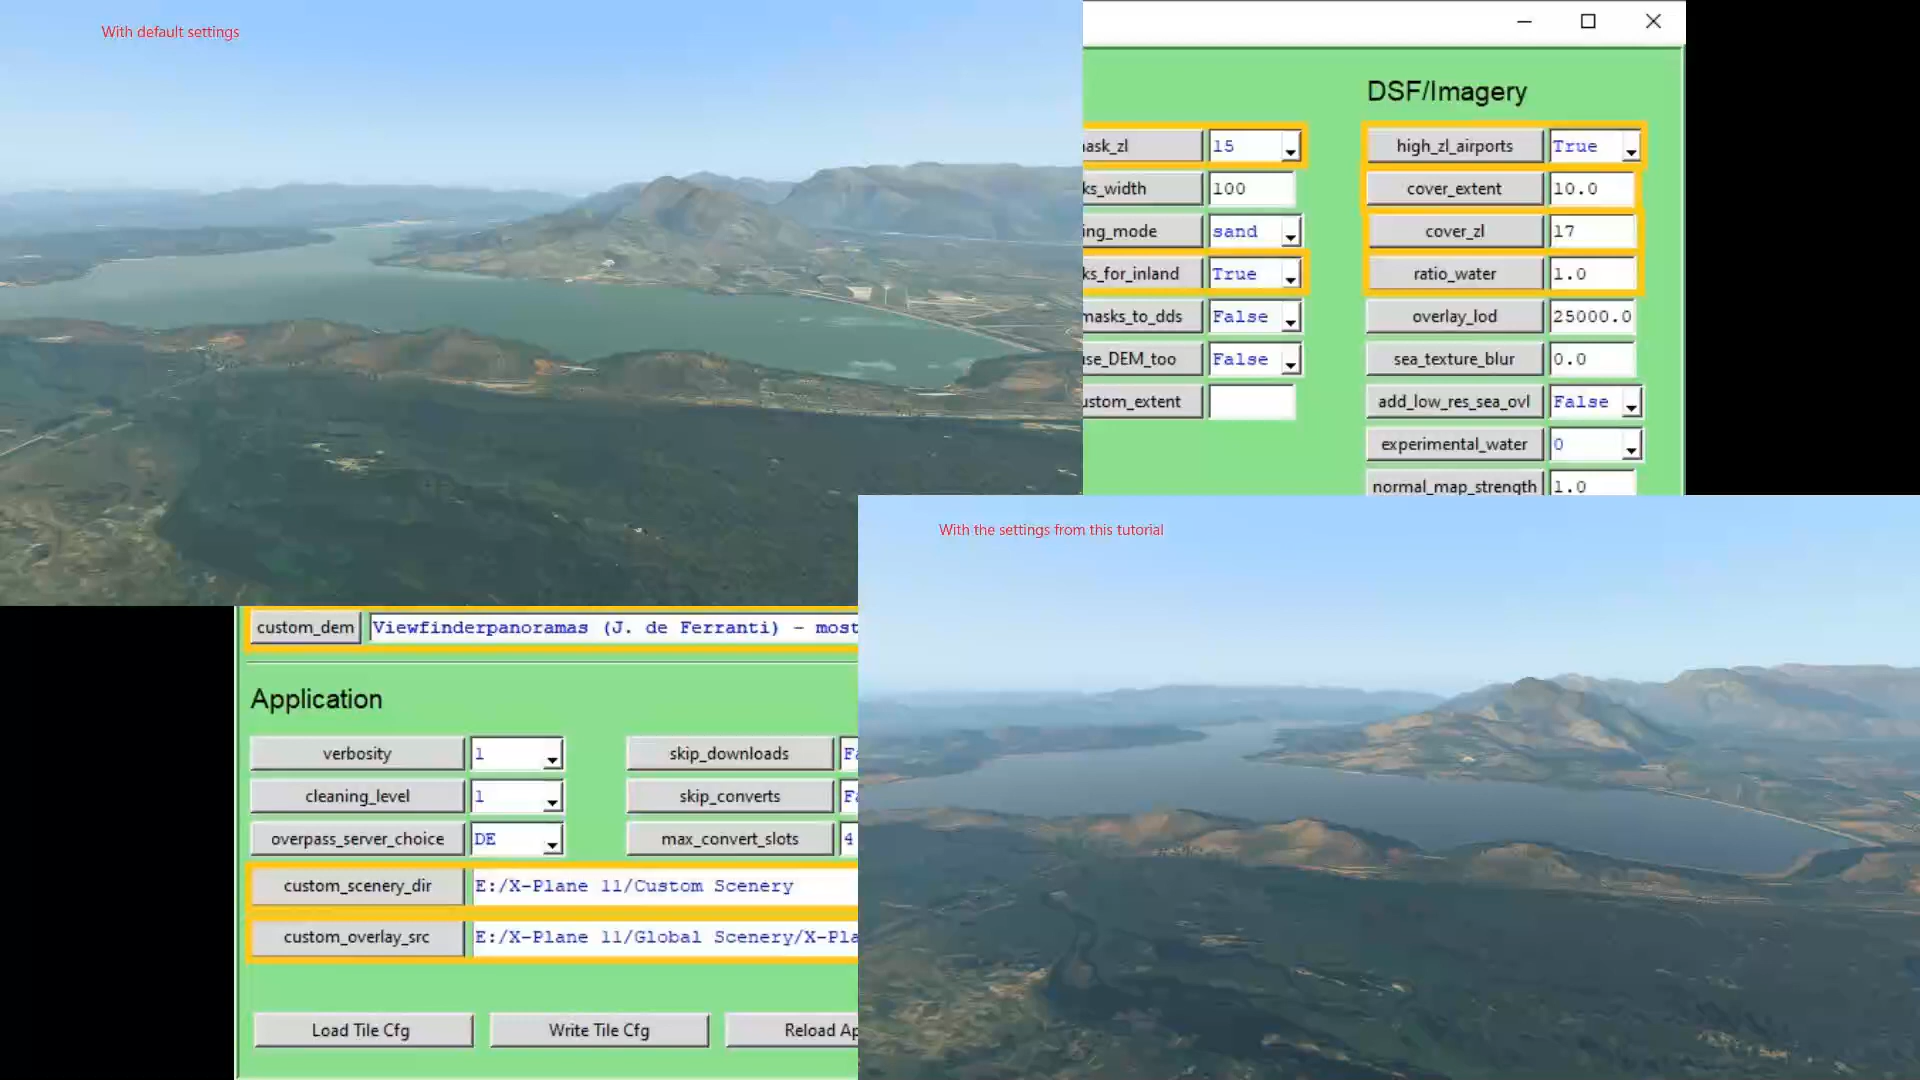 With default settings
DSF/Imagery
ask_zl 15 high_zl_airports True
ks_width 100 cover_extent 10.0
ing_mode sand cover_zl 17
ks_for_inland True ratio_water 1.0
masks_to_dds False overlay_lod 25000.0
use_DEM_too False sea_texture_blur 0.0
ustom_extent add_low_res_sea_ovl False
experimental_water 0
normal_map_strength 1.0
With the settings from this tutorial
custom_dem Viewfinderpanoramas (J. de Ferranti) - most
Application
verbosity 1 skip_downloads Fa
cleaning_level 1 skip_converts Fa
overpass_server_choice DE max_convert_slots 4
custom_scenery_dir E:/X-Plane 11/Custom Scenery
custom_overlay_src E:/X-Plane 11/Global Scenery/X-Pla
Load Tile Cfg Write Tile Cfg Reload Ap